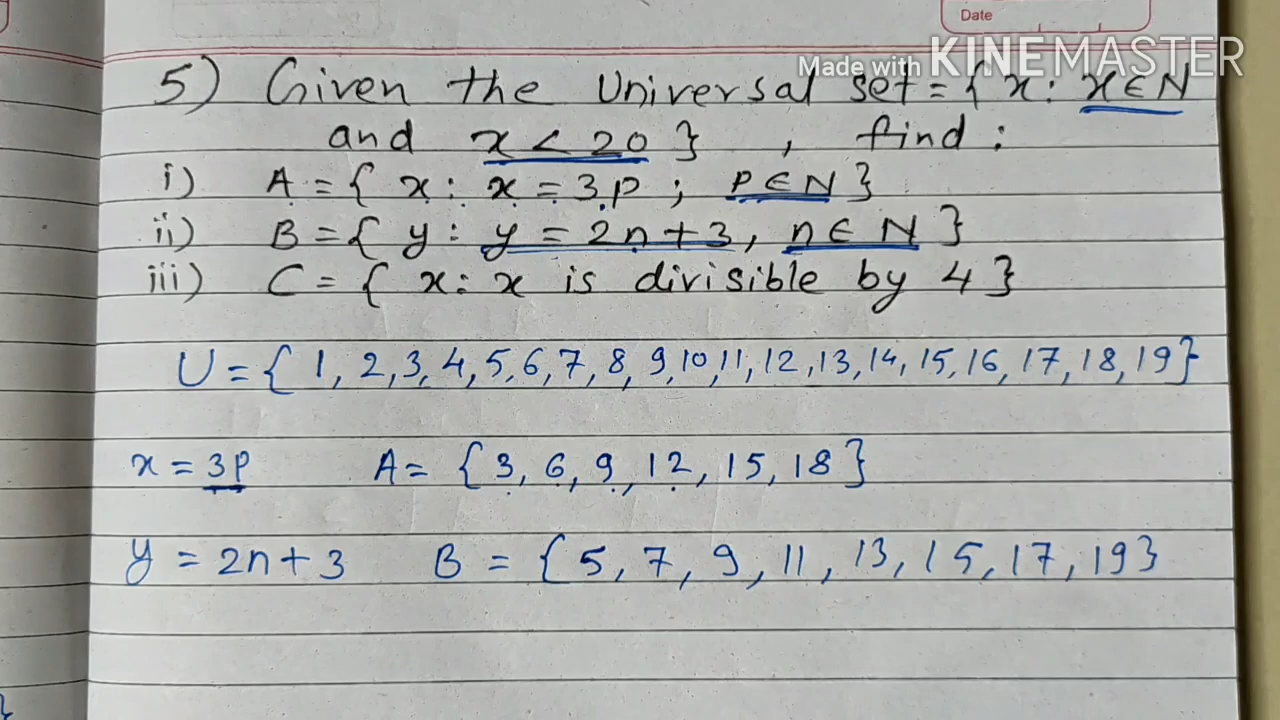 Date
Made with KINEMASTER
5) Given the Universal set = { x : x ∈ N
and x < 20 } , find :
i) A = { x : x = 3p ; p ∈ N }
ii) B = { y : y = 2n + 3, n ∈ N }
iii) C = { x : x is divisible by 4 }
U = { 1, 2, 3, 4, 5, 6, 7, 8, 9, 10, 11, 12, 13, 14, 15, 16, 17, 18, 19 }
x = 3p A = { 3, 6, 9, 12, 15, 18 }
y = 2n + 3 B = { 5, 7, 9, 11, 13, 15, 17, 19 }